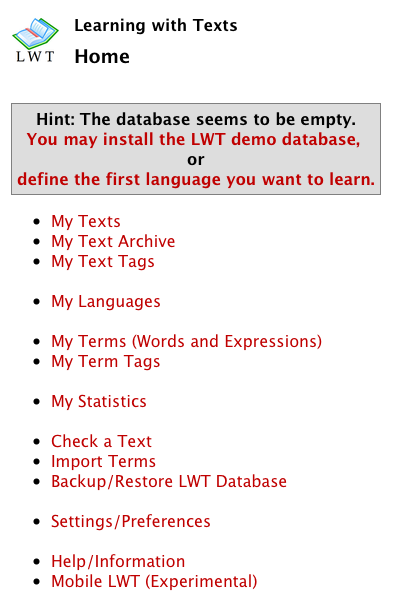 Learning with Texts
LWT
Home
Hint: The database seems to be empty.
You may install the LWT demo database,
or
define the first language you want to learn.
My Texts
My Text Archive
My Text Tags
My Languages
My Terms (Words and Expressions)
My Term Tags
My Statistics
Check a Text
Import Terms
Backup/Restore LWT Database
Settings/Preferences
Help/Information
Mobile LWT (Experimental)